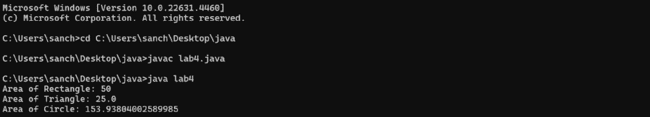 Microsoft Windows [Version 10.0.22631.4460]
(c) Microsoft Corporation. All rights reserved.
C:\Users\sanch>cd C:\Users\sanch\Desktop\java
C:\Users\sanch\Desktop\java>javac lab4.java
C:\Users\sanch\Desktop\java>java lab4
Area of Rectangle: 50
Area of Triangle: 25.0
Area of Circle: 153.93804002589985